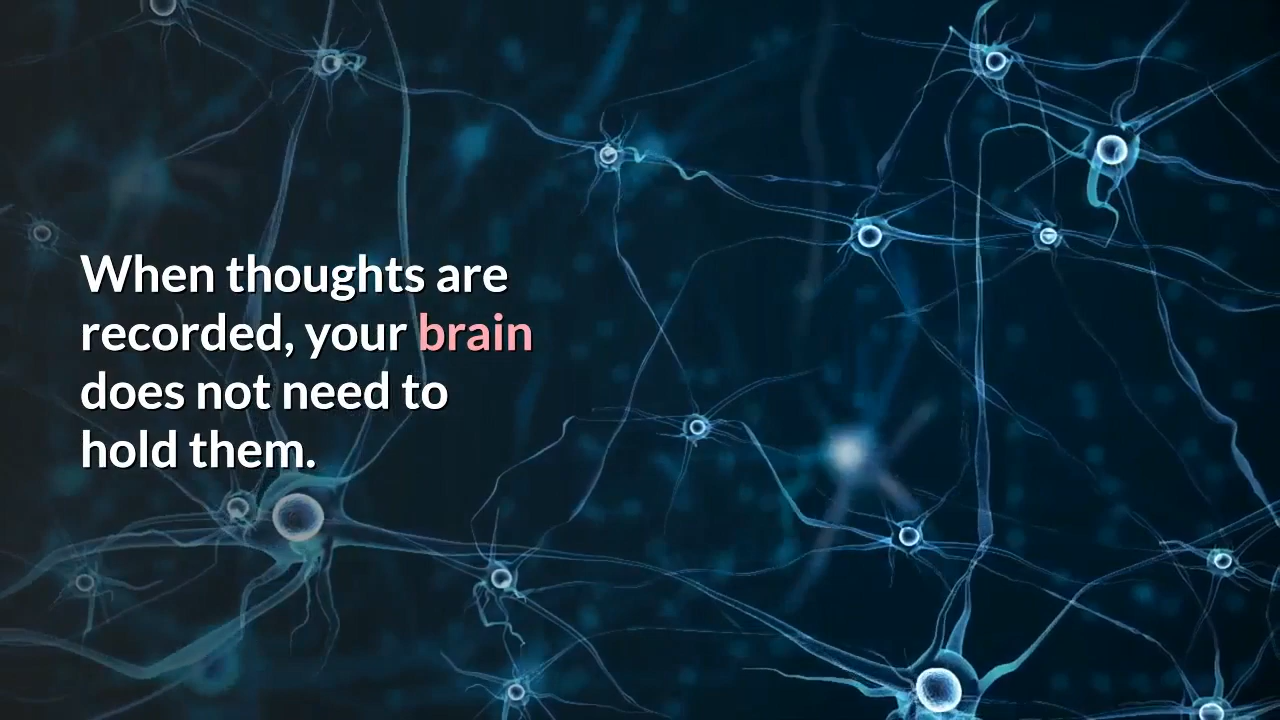 When thoughts are
recorded, your brain
does not need to
hold them.